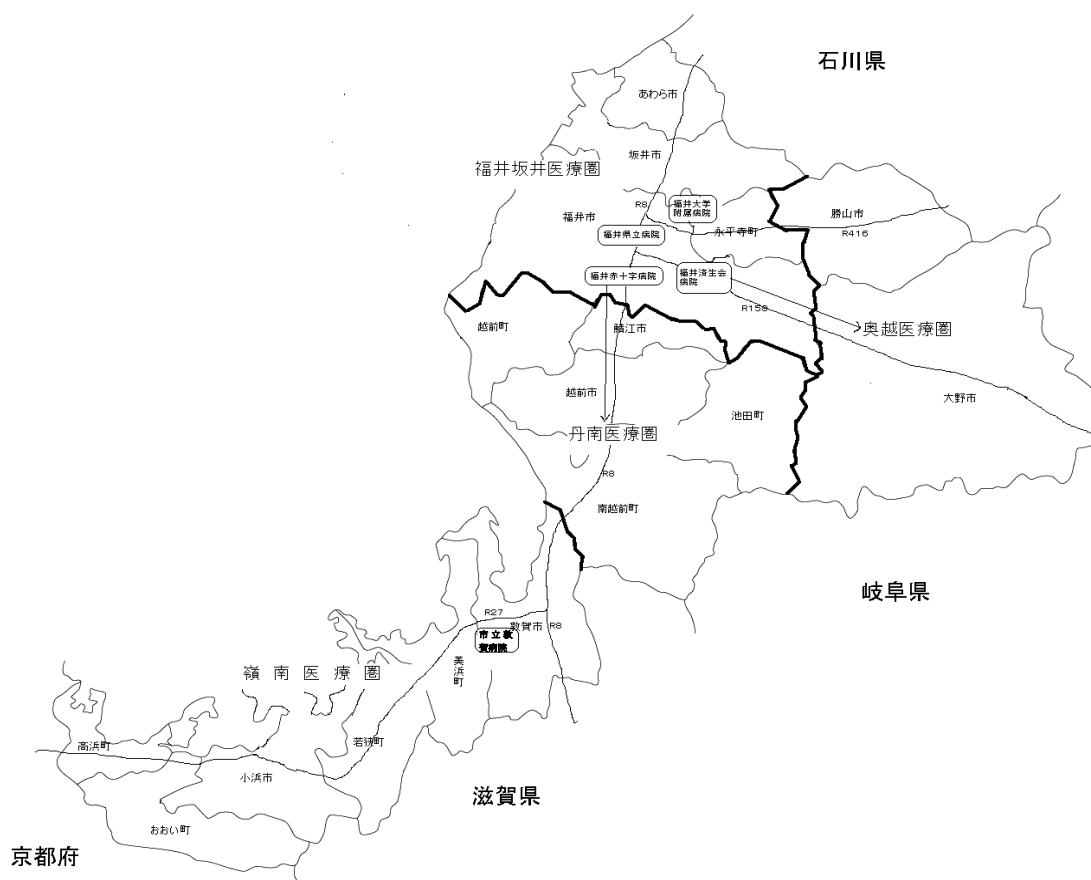 石川県
あわら市
坂井市
福井坂井医療圏
R8
福井大学
附属病院
福井市
勝山市
R416
永平寺町
福井県立病院
福井赤十字病院
福井済生会
病院
R158
奥越医療圏
越前町
鯖江市
越前市
池田町
大野市
丹南医療圏
R8
南越前町
岐阜県
R27
敦賀市
R8
市立敦
賀病院
美浜町
嶺南医療圏
若狭町
高浜町
小浜市
滋賀県
おおい町
京都府